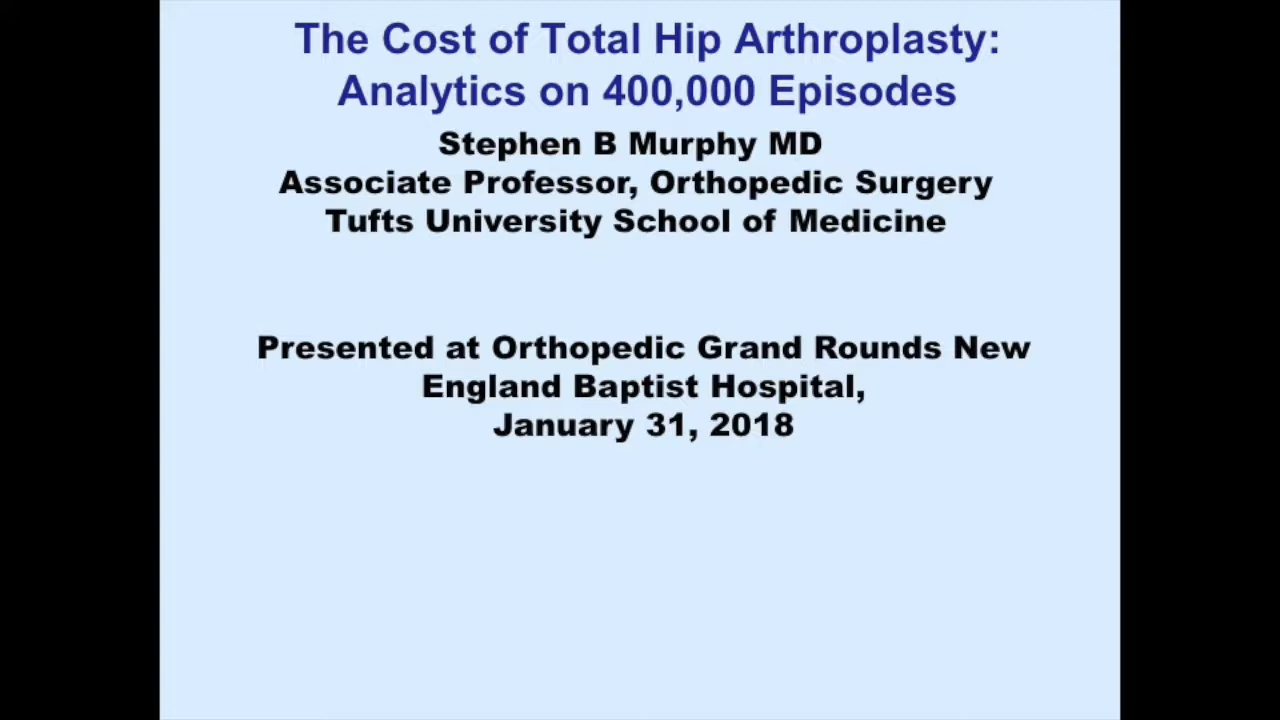 The Cost of Total Hip Arthroplasty:
Analytics on 400,000 Episodes
Stephen B Murphy MD
Associate Professor, Orthopedic Surgery
Tufts University School of Medicine
Presented at Orthopedic Grand Rounds New
England Baptist Hospital,
January 31, 2018